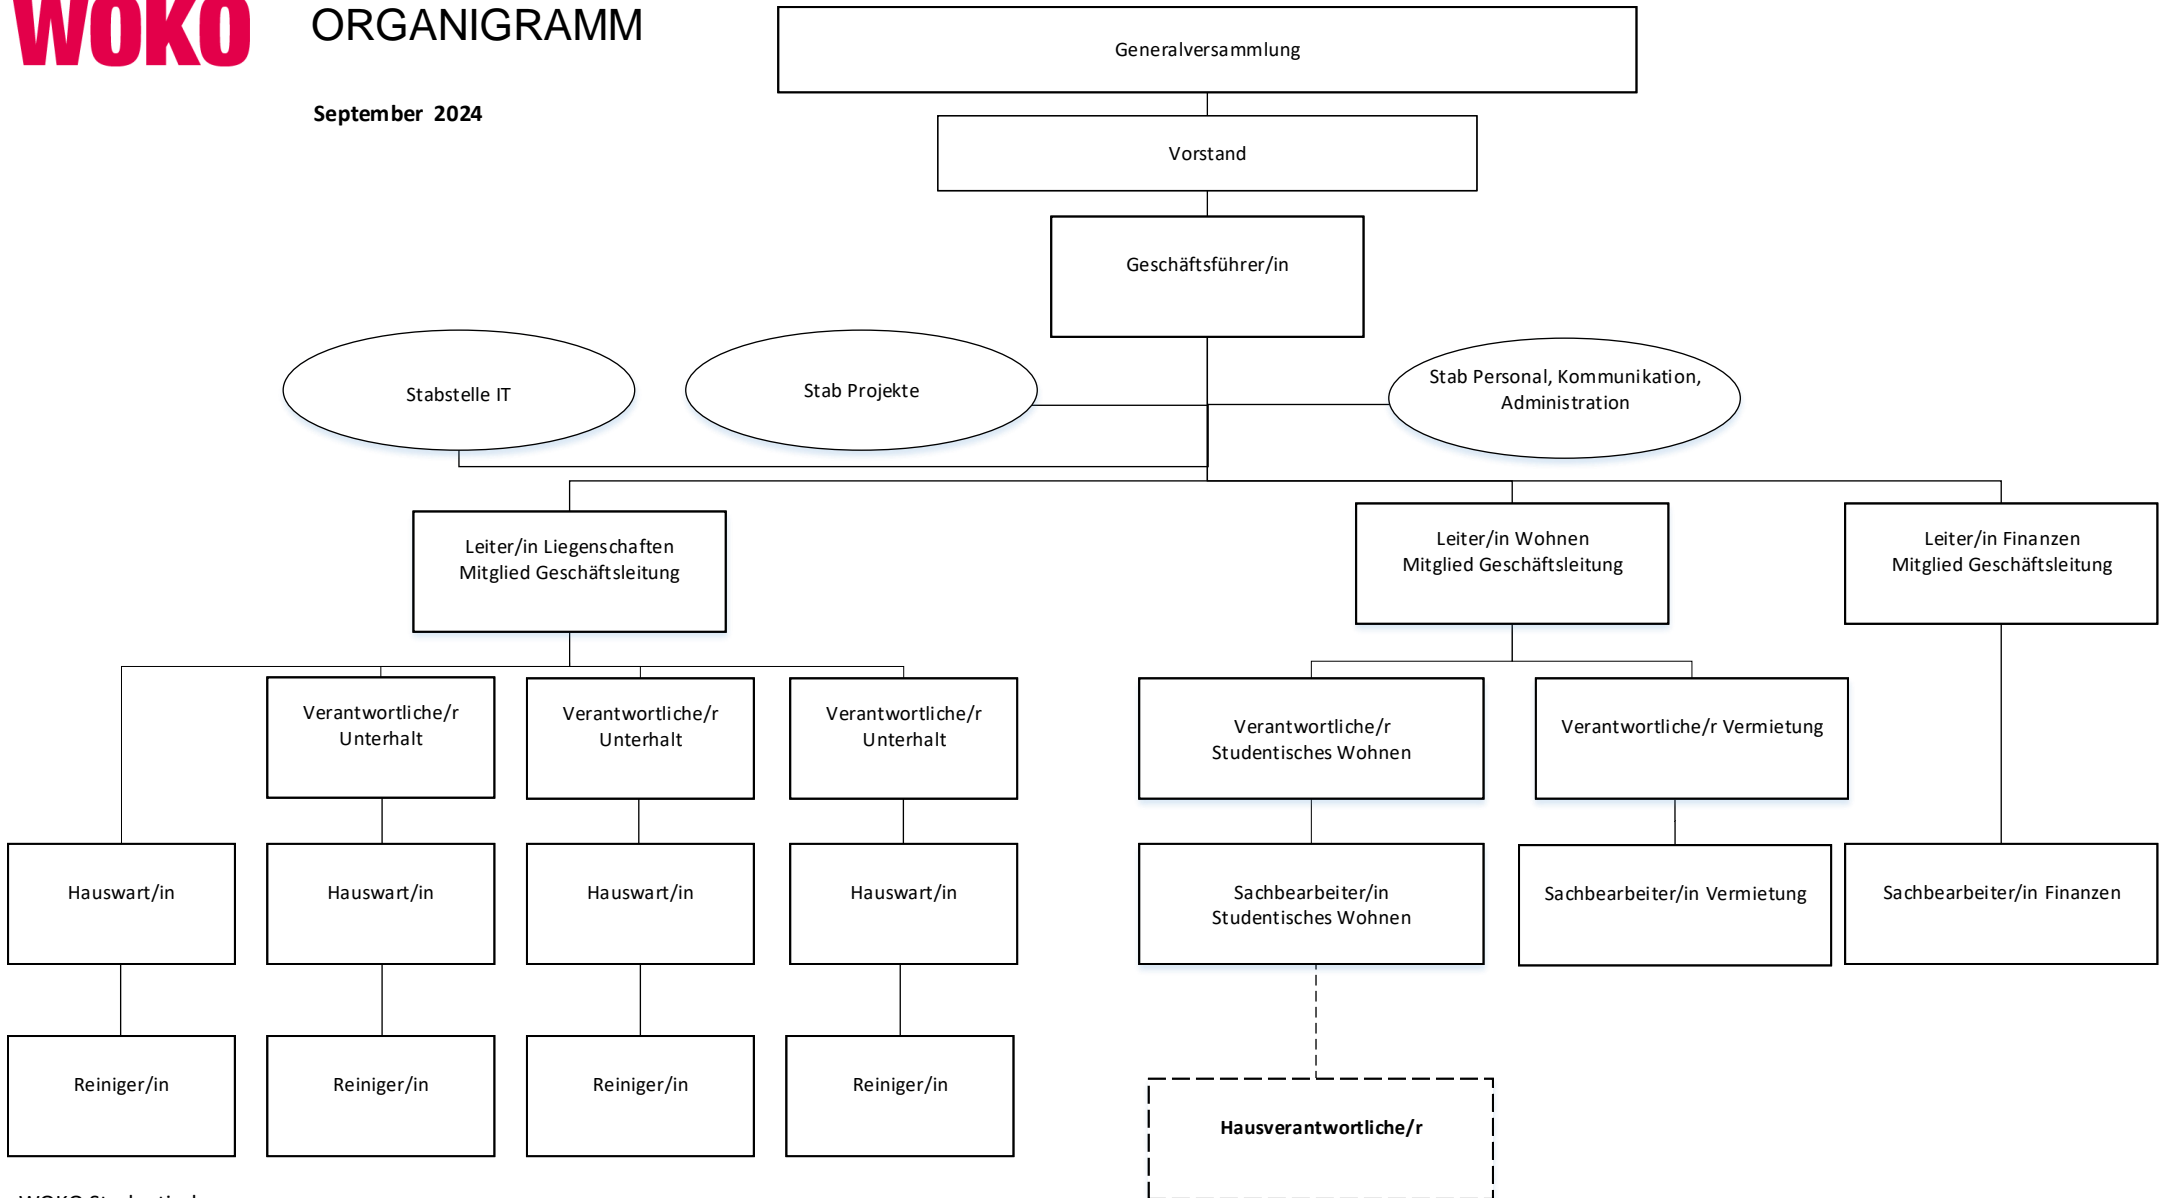 WOKO
ORGANIGRAMM
September 2024
Generalversammlung
Vorstand
Geschäftsführer/in
Stabstelle IT
Stab Projekte
Stab Personal, Kommunikation,
Administration
Leiter/in Liegenschaften
Mitglied Geschäftsleitung
Leiter/in Wohnen
Mitglied Geschäftsleitung
Leiter/in Finanzen
Mitglied Geschäftsleitung
Verantwortliche/r
Unterhalt
Verantwortliche/r
Unterhalt
Verantwortliche/r
Unterhalt
Verantwortliche/r
Studentisches Wohnen
Verantwortliche/r Vermietung
Hauswart/in
Hauswart/in
Hauswart/in
Hauswart/in
Sachbearbeiter/in
Studentisches Wohnen
Sachbearbeiter/in Vermietung
Sachbearbeiter/in Finanzen
Reiniger/in
Reiniger/in
Reiniger/in
Reiniger/in
Hausverantwortliche/r